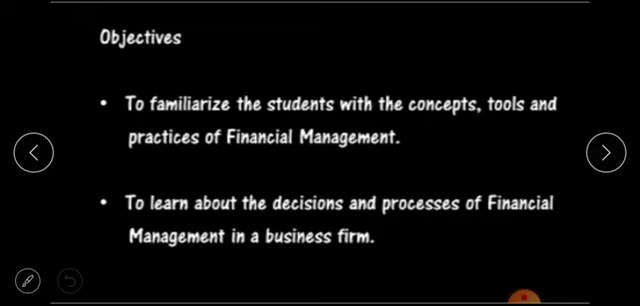 Objectives
• To familiarize the students with the concepts, tools and
practices of Financial Management.
• To learn about the decisions and processes of Financial
Management in a business firm.